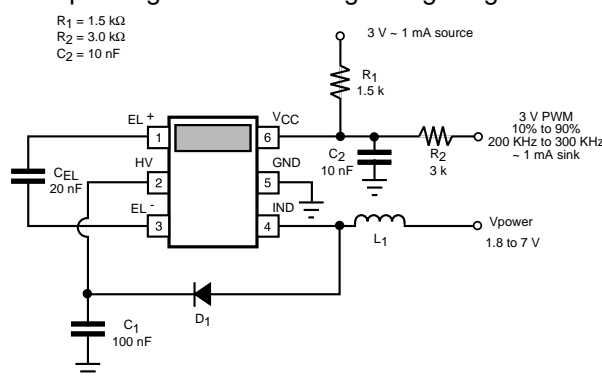 R1 = 1.5 kΩ
R2 = 3.0 kΩ
C2 = 10 nF
3 V ~ 1 mA source
R1
1.5 k
EL +
1
VCC
6
3 V PWM
10% to 90%
200 KHz to 300 KHz
~ 1 mA sink
C2
10 nF
R2
3 k
CEL
20 nF
HV
2
GND
5
EL -
3
IND
4
L1
Vpower
1.8 to 7 V
D1
C1
100 nF